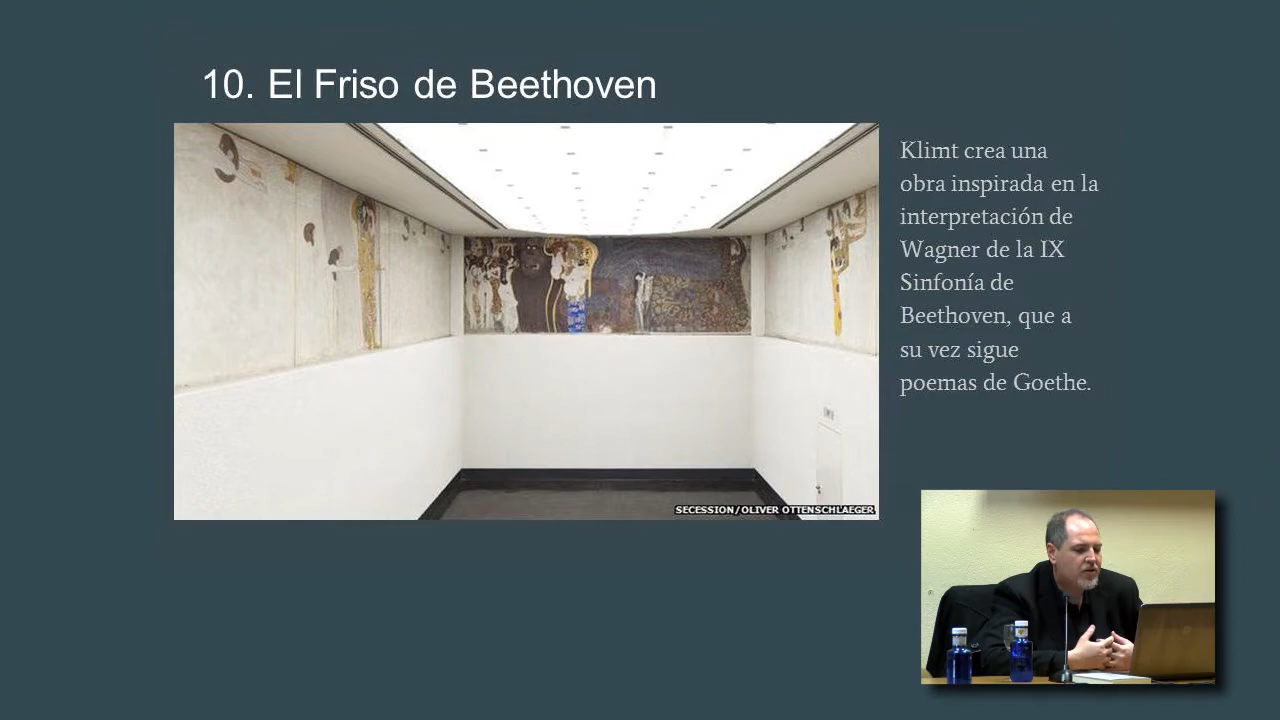 10. El Friso de Beethoven
Klimt crea una
obra inspirada en la
interpretación de
Wagner de la IX
Sinfonía de
Beethoven, que a
su vez sigue
poemas de Goethe.
SECESSION/OLIVER OTTENSCHLAEGER